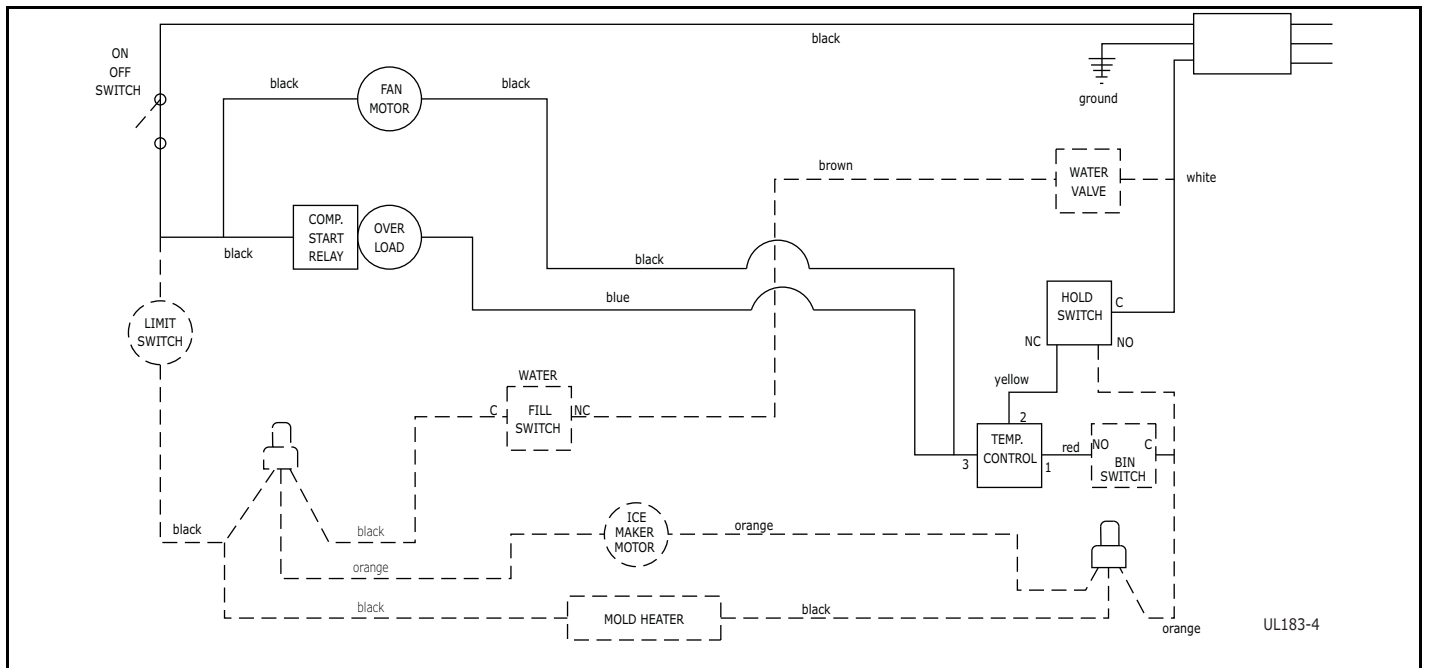 black
ON
OFF
SWITCH
ground
black
FAN
MOTOR
black
brown
WATER
VALVE
white
COMP.
START
RELAY
OVER
LOAD
black
black
blue
HOLD
SWITCH
C
NC
NO
LIMIT
SWITCH
yellow
WATER
C
FILL
SWITCH
NC
2
TEMP.
CONTROL
3
1
red
NO
C
BIN
SWITCH
black
black
ICE
MAKER
MOTOR
orange
orange
black
MOLD HEATER
black
orange
UL183-4